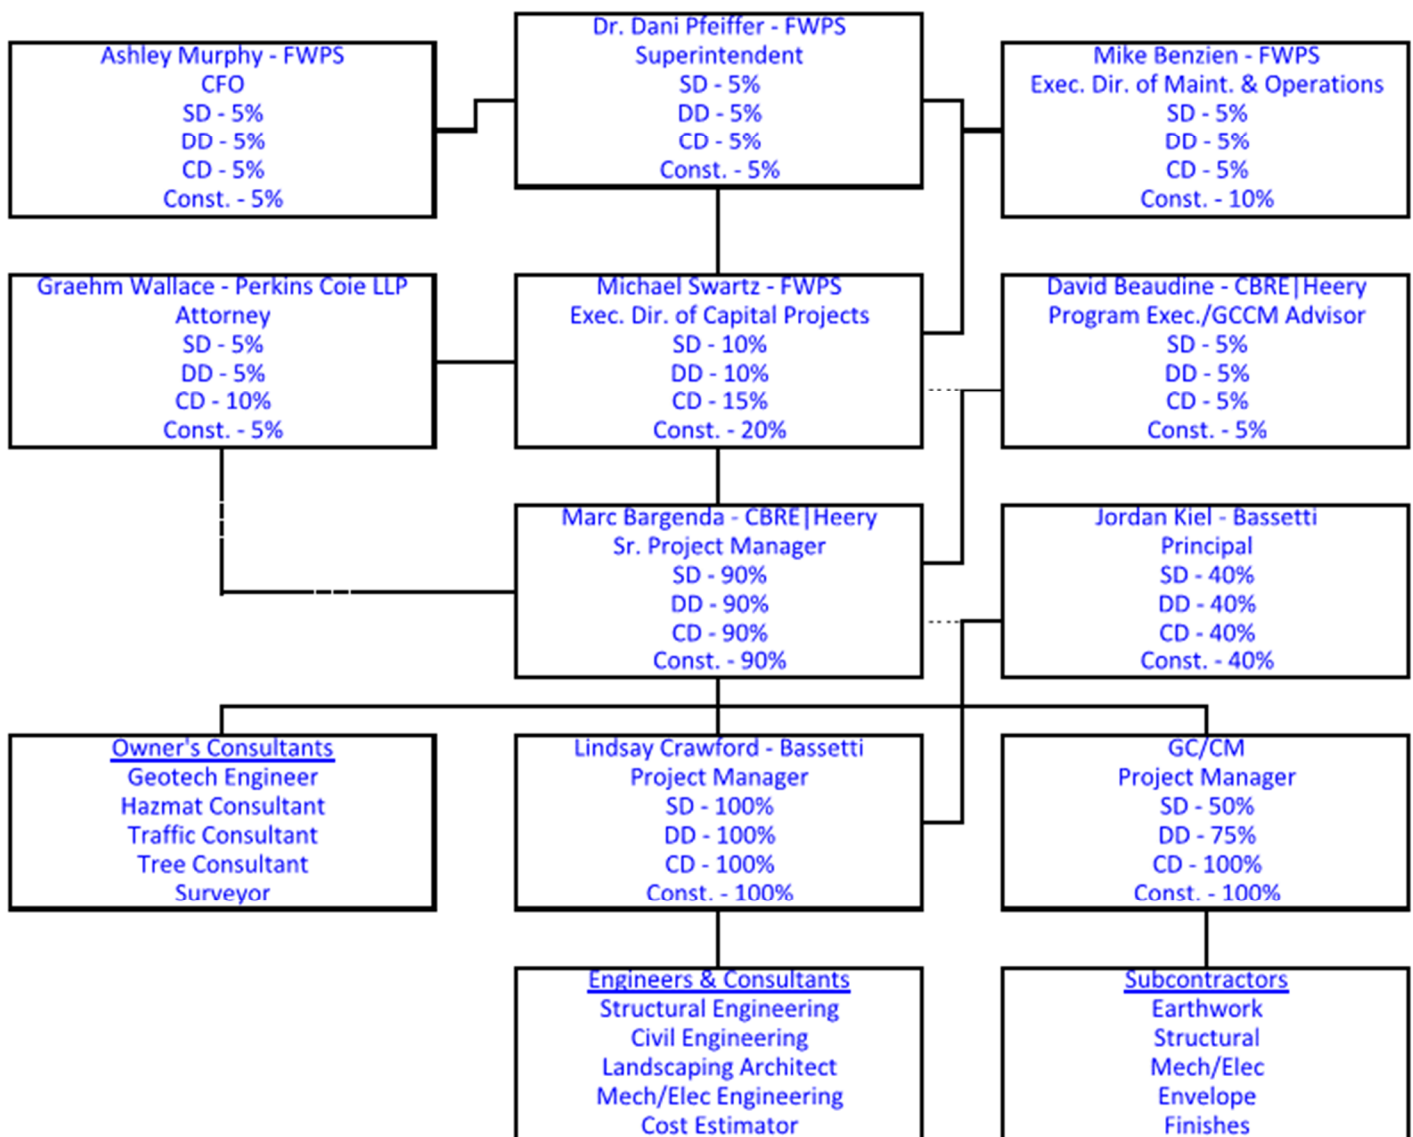 Ashley Murphy - FWPS
CFO
SD - 5%
DD - 5%
CD - 5%
Const. - 5%
Dr. Dani Pfeiffer - FWPS
Superintendent
SD - 5%
DD - 5%
CD - 5%
Const. - 5%
Mike Benzien - FWPS
Exec. Dir. of Maint. & Operations
SD - 5%
DD - 5%
CD - 5%
Const. - 10%
Graehm Wallace - Perkins Coie LLP
Attorney
SD - 5%
DD - 5%
CD - 10%
Const. - 5%
Michael Swartz - FWPS
Exec. Dir. of Capital Projects
SD - 10%
DD - 10%
CD - 15%
Const. - 20%
David Beaudine - CBRE|Heery
Program Exec./GCCM Advisor
SD - 5%
DD - 5%
CD - 5%
Const. - 5%
Marc Bargenda - CBRE|Heery
Sr. Project Manager
SD - 90%
DD - 90%
CD - 90%
Const. - 90%
Jordan Kiel - Bassetti
Principal
SD - 40%
DD - 40%
CD - 40%
Const. - 40%
Owner's Consultants
Geotech Engineer
Hazmat Consultant
Traffic Consultant
Tree Consultant
Surveyor
Lindsay Crawford - Bassetti
Project Manager
SD - 100%
DD - 100%
CD - 100%
Const. - 100%
GC/CM
Project Manager
SD - 50%
DD - 75%
CD - 100%
Const. - 100%
Engineers & Consultants
Structural Engineering
Civil Engineering
Landscaping Architect
Mech/Elec Engineering
Cost Estimator
Subcontractors
Earthwork
Structural
Mech/Elec
Envelope
Finishes